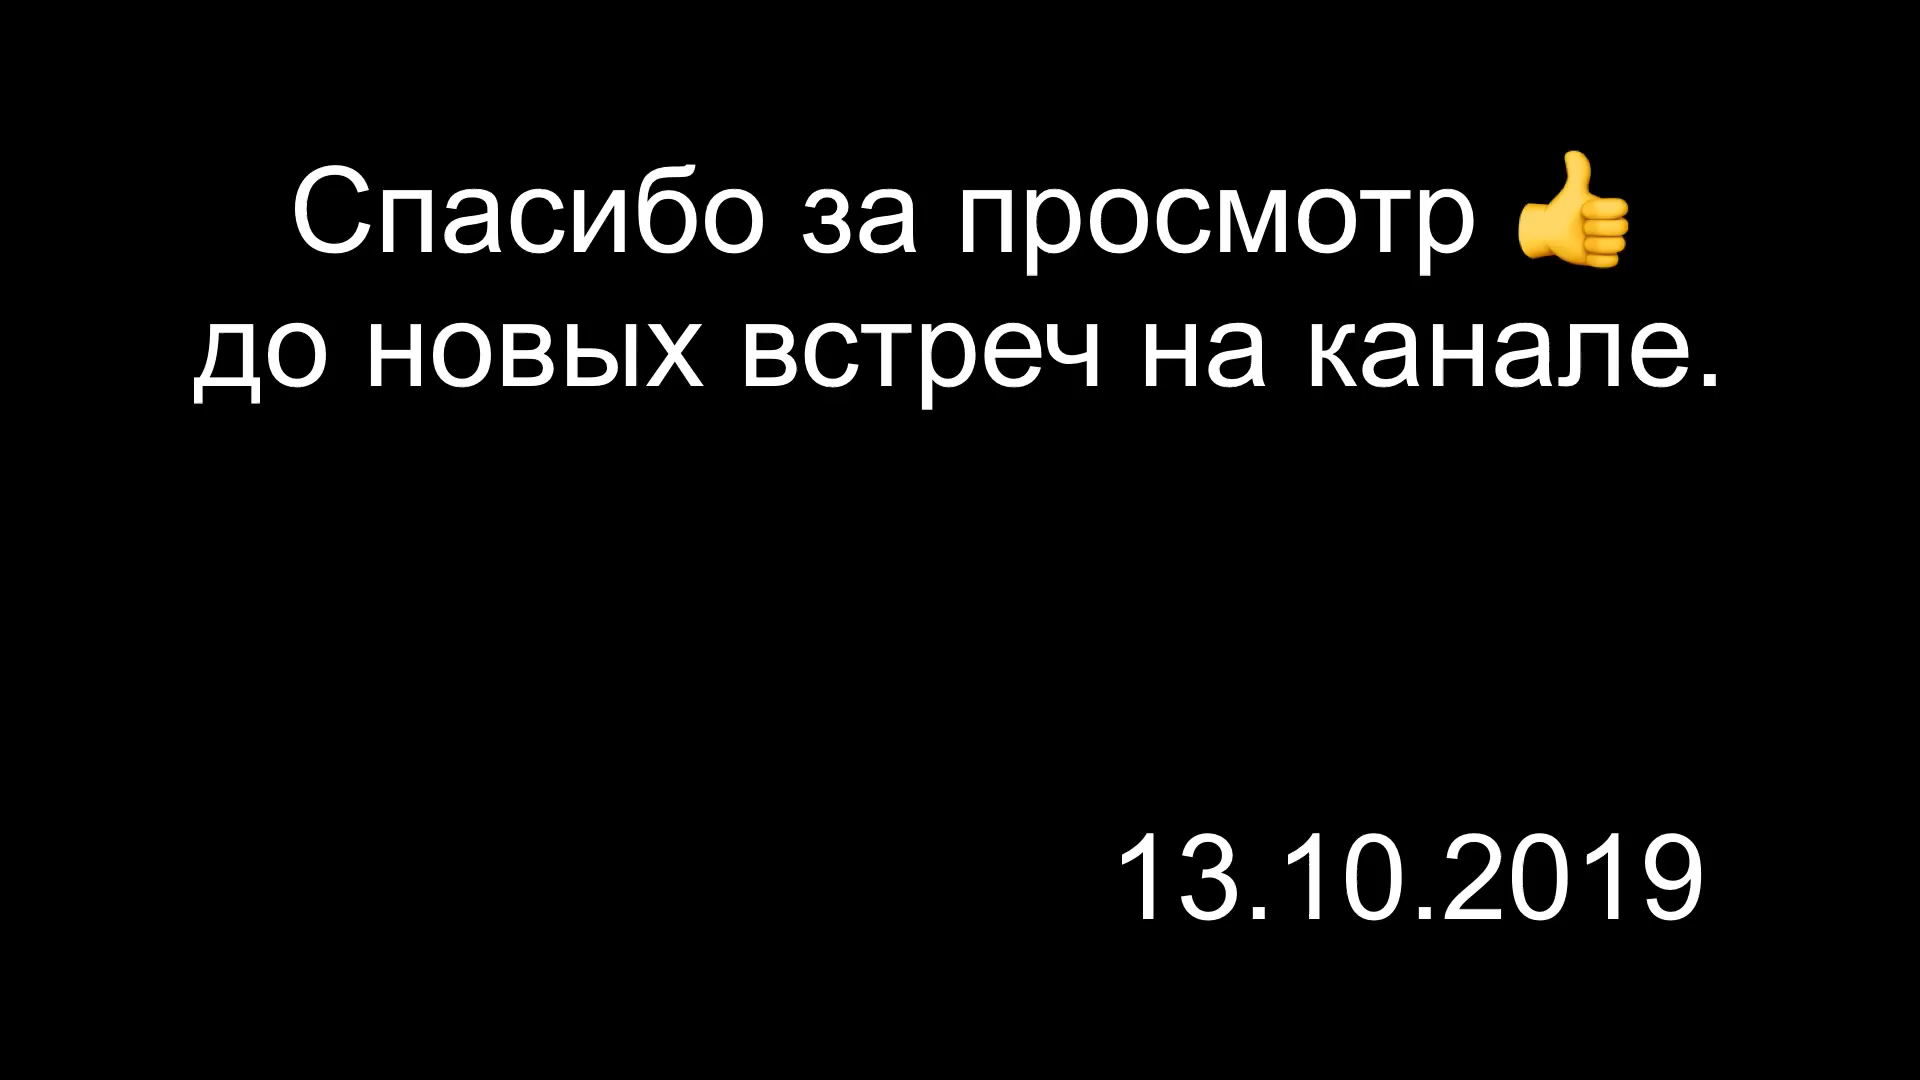 Спасибо за просмотр 👍
до новых встреч на канале.
13.10.2019